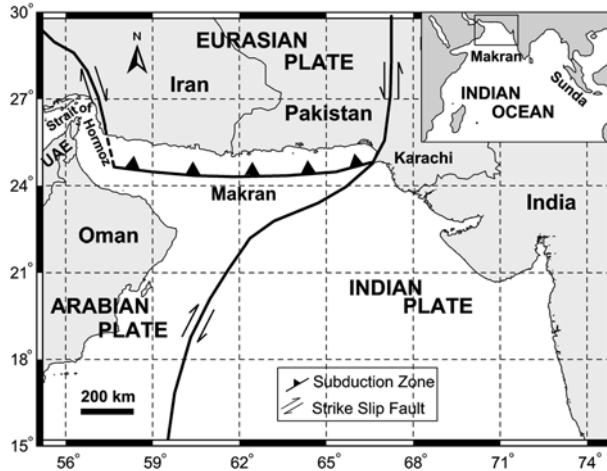 30°
27°
24°
21°
18°
15°
56°
59°
62°
65°
68°
71°
74°
N
EURASIAN
PLATE
Iran
Pakistan
Strait of
Hormoz
UAE
Makran
Karachi
Oman
India
ARABIAN
PLATE
INDIAN
PLATE
200 km
Subduction Zone
Strike Slip Fault
Makran
INDIAN
OCEAN
Sunda